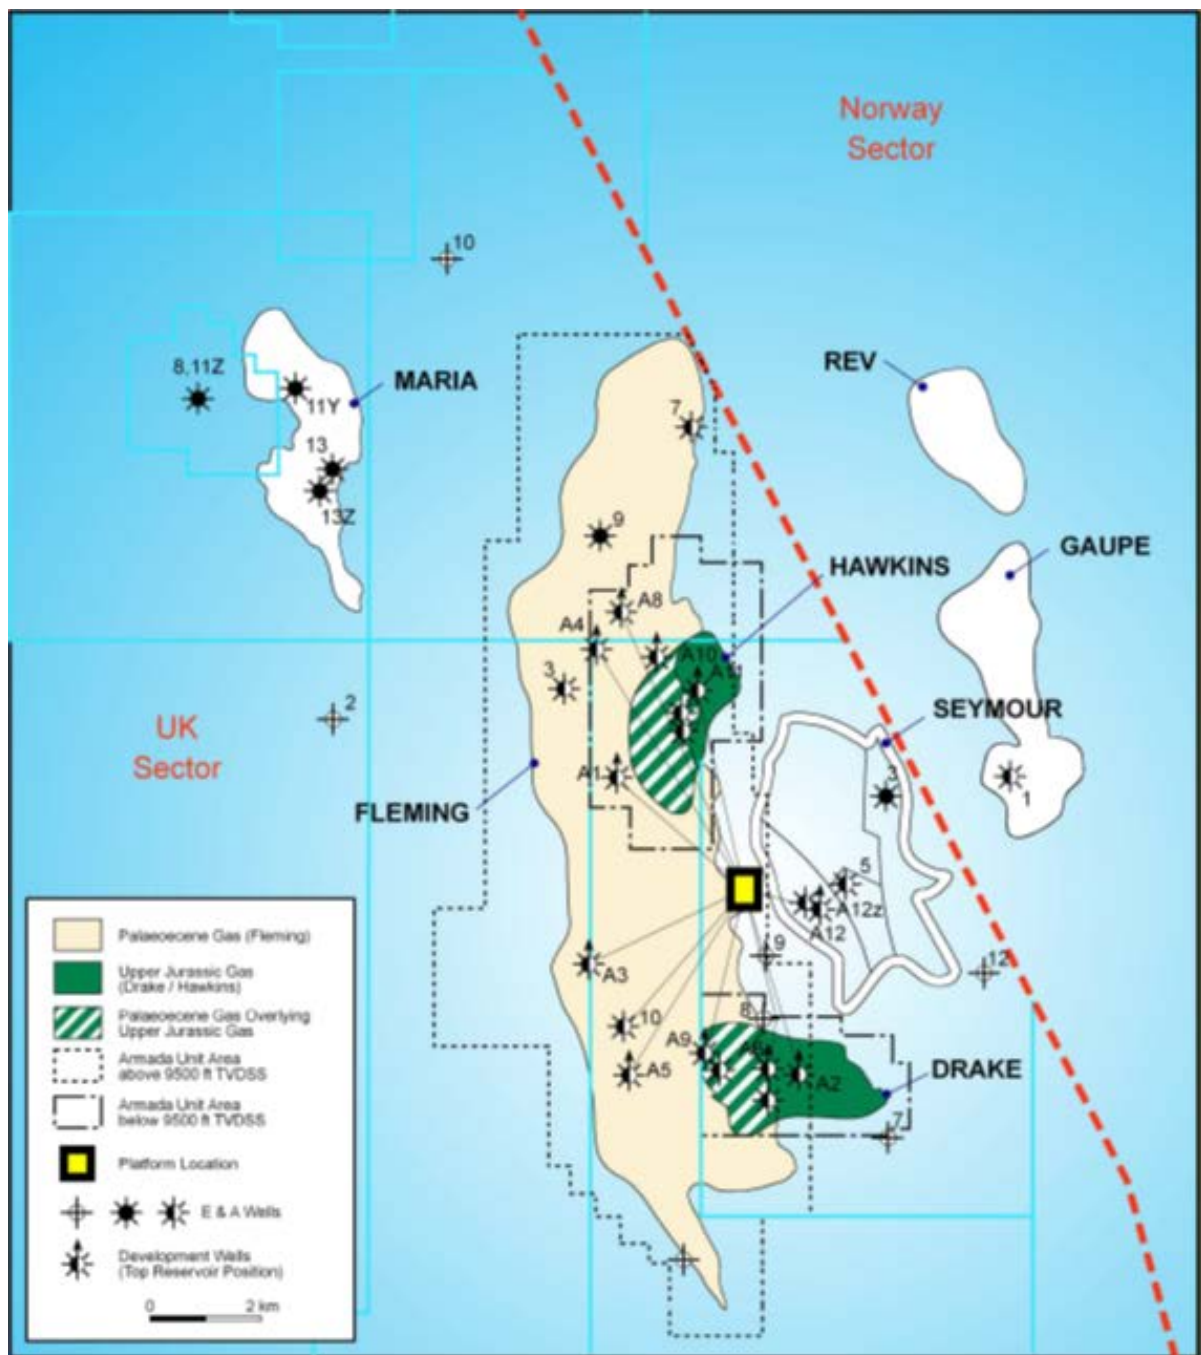 Norway
Sector
10
8,11Z
MARIA
11Y
13
13Z
REV
7
9
GAUPE
HAWKINS
A8
A4
A10
3
2
SEYMOUR
UK
Sector
3
A1
1
FLEMING
5
A12z
A12
9
12
A3
10
8
A9
A5
A2
DRAKE
7
Palaeocene Gas (Fleming)
Upper Jurassic Gas
(Drake / Hawkins)
Palaeocene Gas Overlying
Upper Jurassic Gas
Armada Unit Area
above 9500 ft TVDSS
Armada Unit Area
below 9500 ft TVDSS
Platform Location
E & A Wells
Development Wells
(Top Reservoir Position)
0 2 km